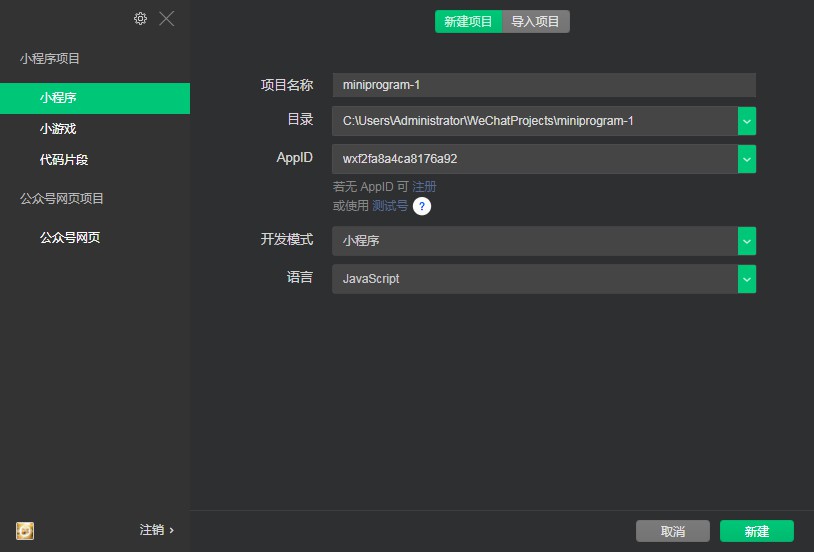 小程序项目
小程序
小游戏
代码片段
公众号网页项目
公众号网页
注销
新建项目 导入项目
项目名称 miniprogram-1
目录 C:\Users\Administrator\WeChatProjects\miniprogram-1
AppID wxf2fa8a4ca8176a92
若无 AppID 可 注册
或使用 测试号 ?
开发模式 小程序
语言 JavaScript
取消 新建